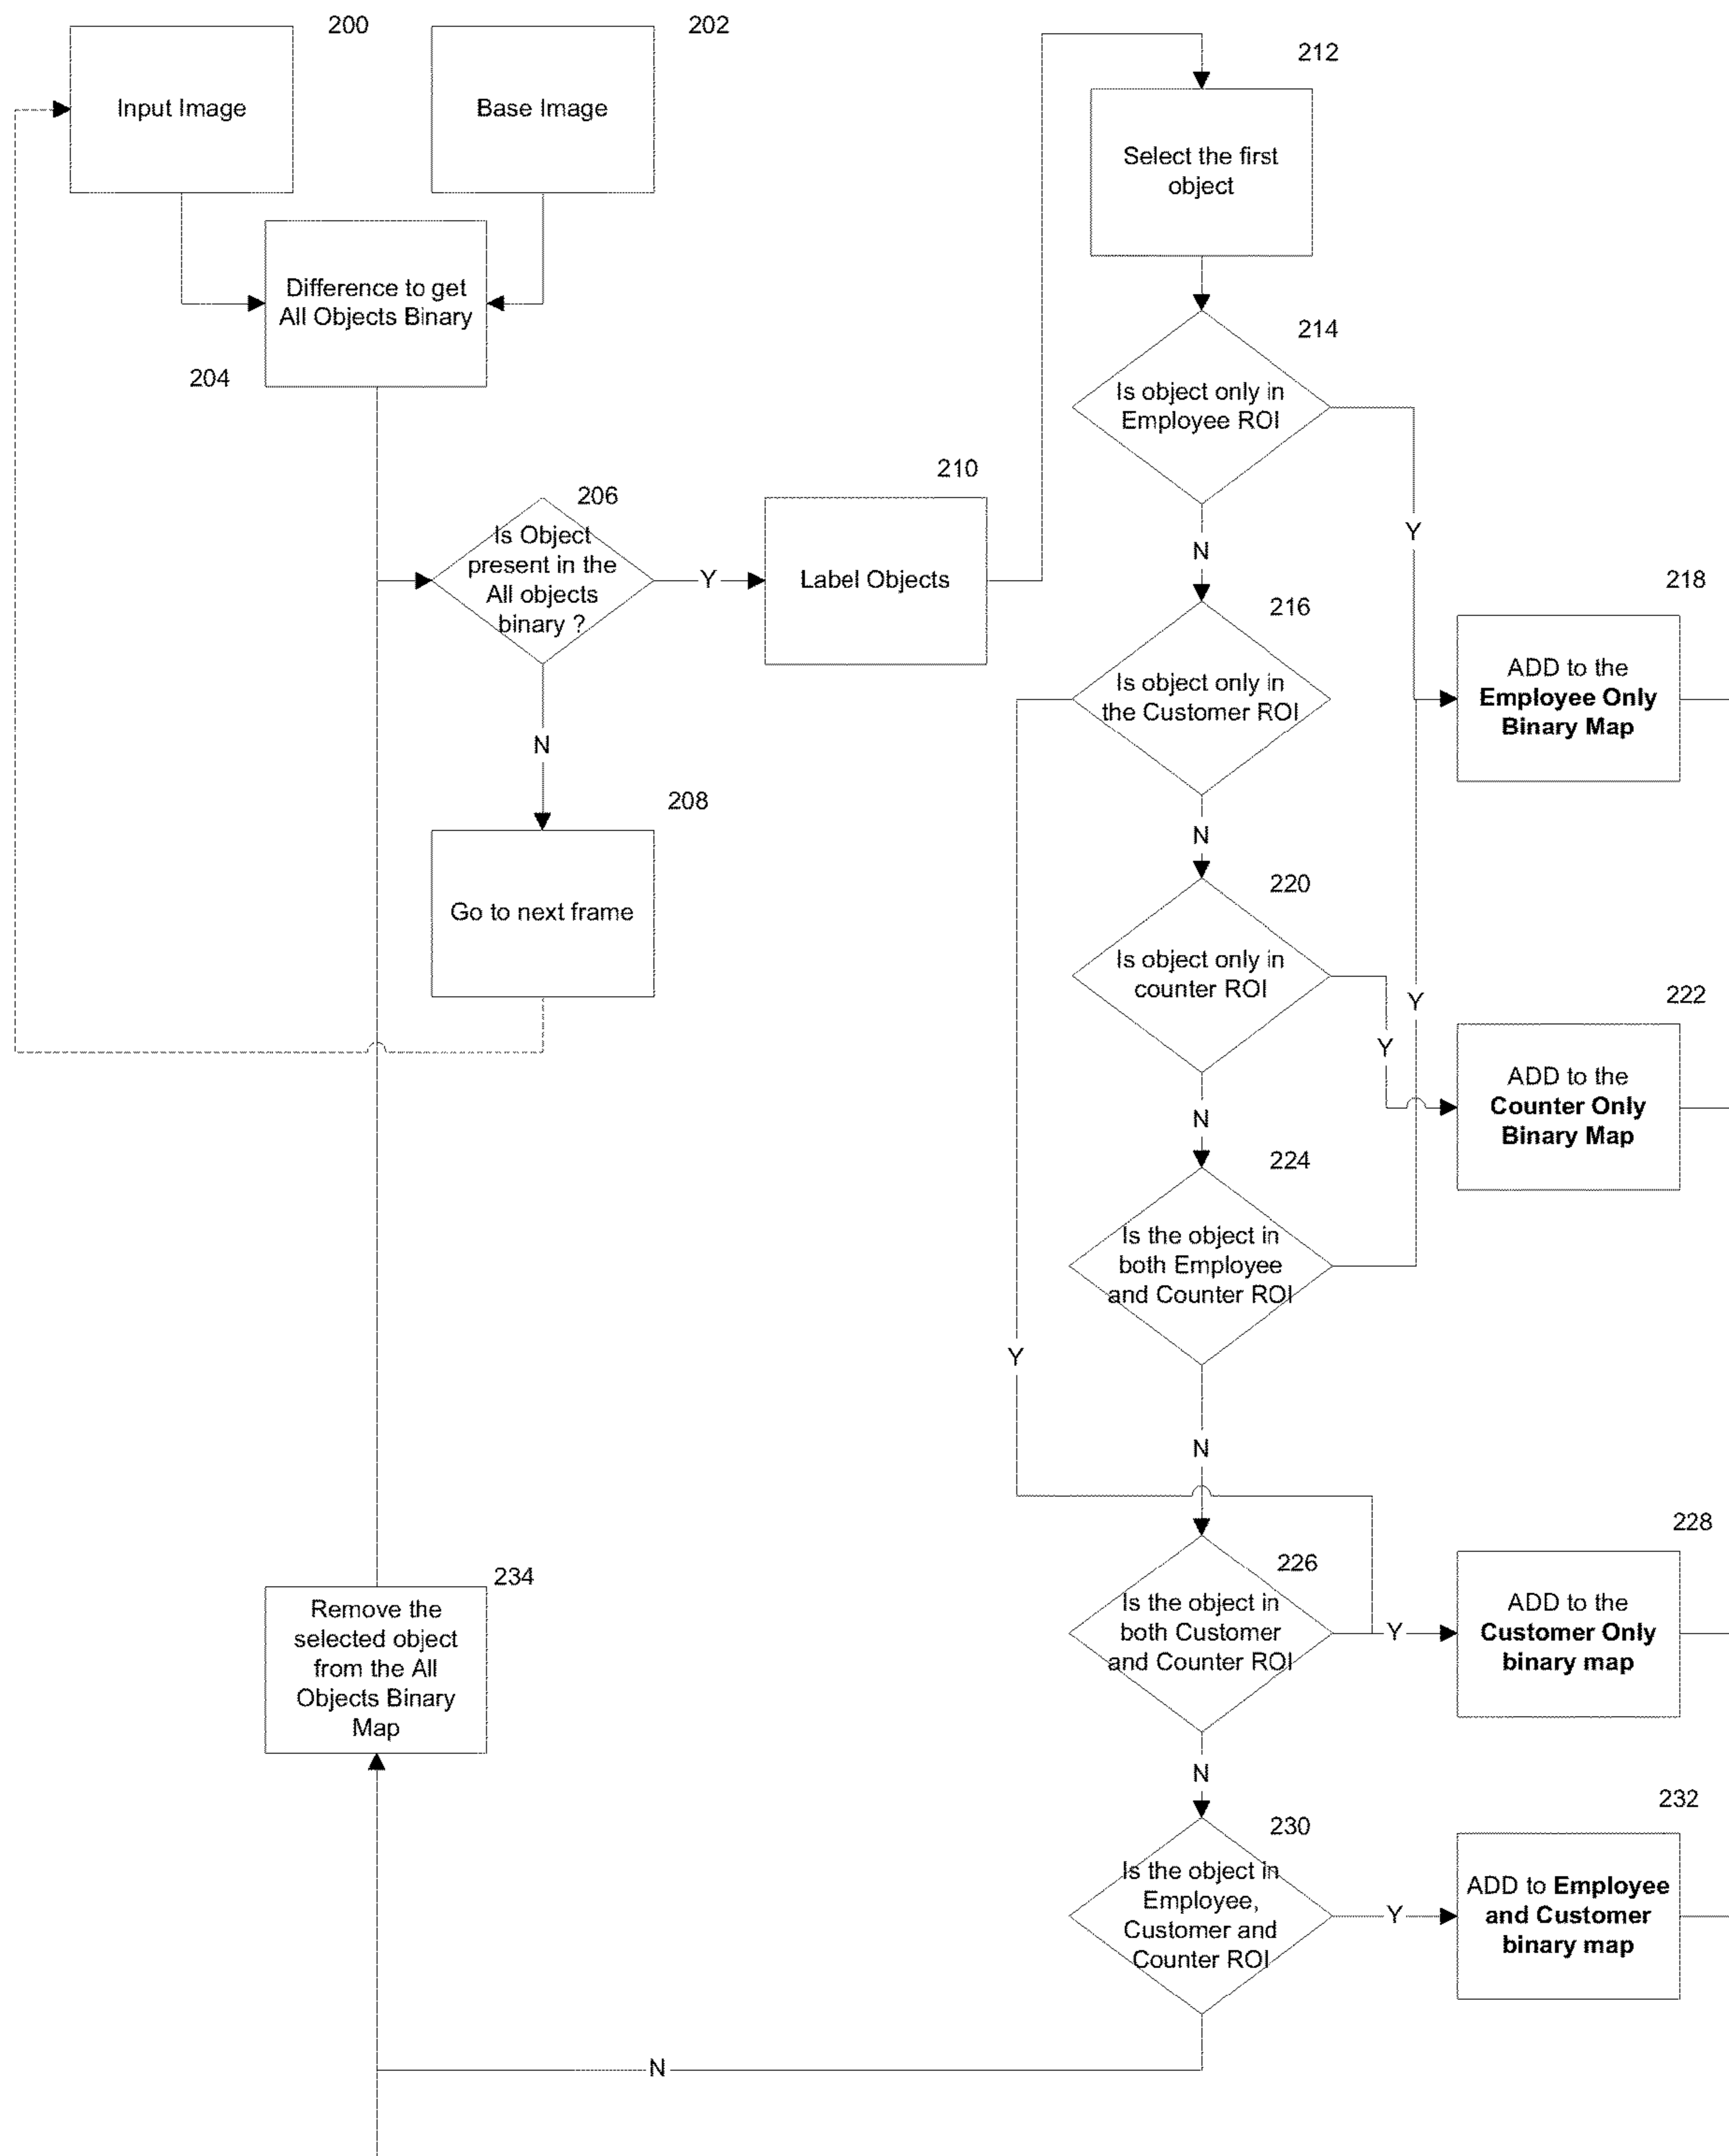 200
202
Input Image
Base Image
Difference to get
All Objects Binary
204
206
Is Object
present in the
All objects
binary ?
Y
N
208
Go to next frame
210
Label Objects
212
Select the first
object
214
Is object only in
Employee ROI
Y
N
216
Is object only in
the Customer ROI
Y
N
218
ADD to the
Employee Only
Binary Map
220
Is object only in
counter ROI
Y
N
222
ADD to the
Counter Only
Binary Map
224
Is the object in
both Employee
and Counter ROI
Y
N
226
Is the object in
both Customer
and Counter ROI
Y
N
228
ADD to the
Customer Only
binary map
230
Is the object in
Employee,
Customer and
Counter ROI
Y
N
232
ADD to Employee
and Customer
binary map
234
Remove the
selected object
from the All
Objects Binary
Map